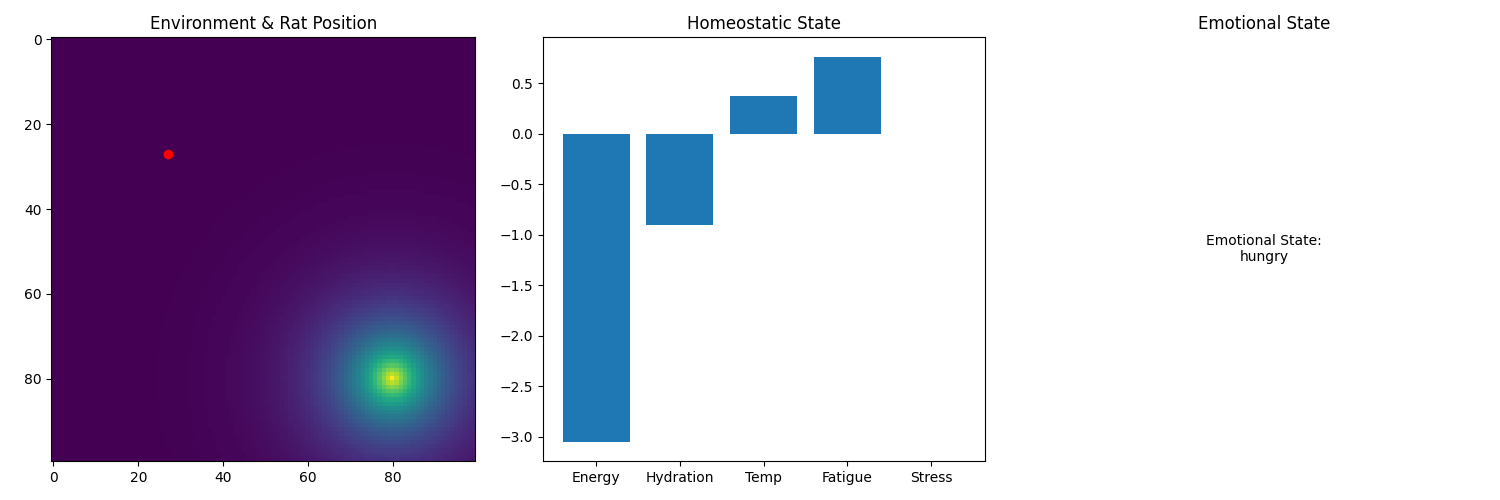 Environment & Rat Position
0
20
40
60
80
0
20
40
60
80
Homeostatic State
0.5
0.0
−0.5
−1.0
−1.5
−2.0
−2.5
−3.0
Energy
Hydration
Temp
Fatigue
Stress
Emotional State
Emotional State:
hungry